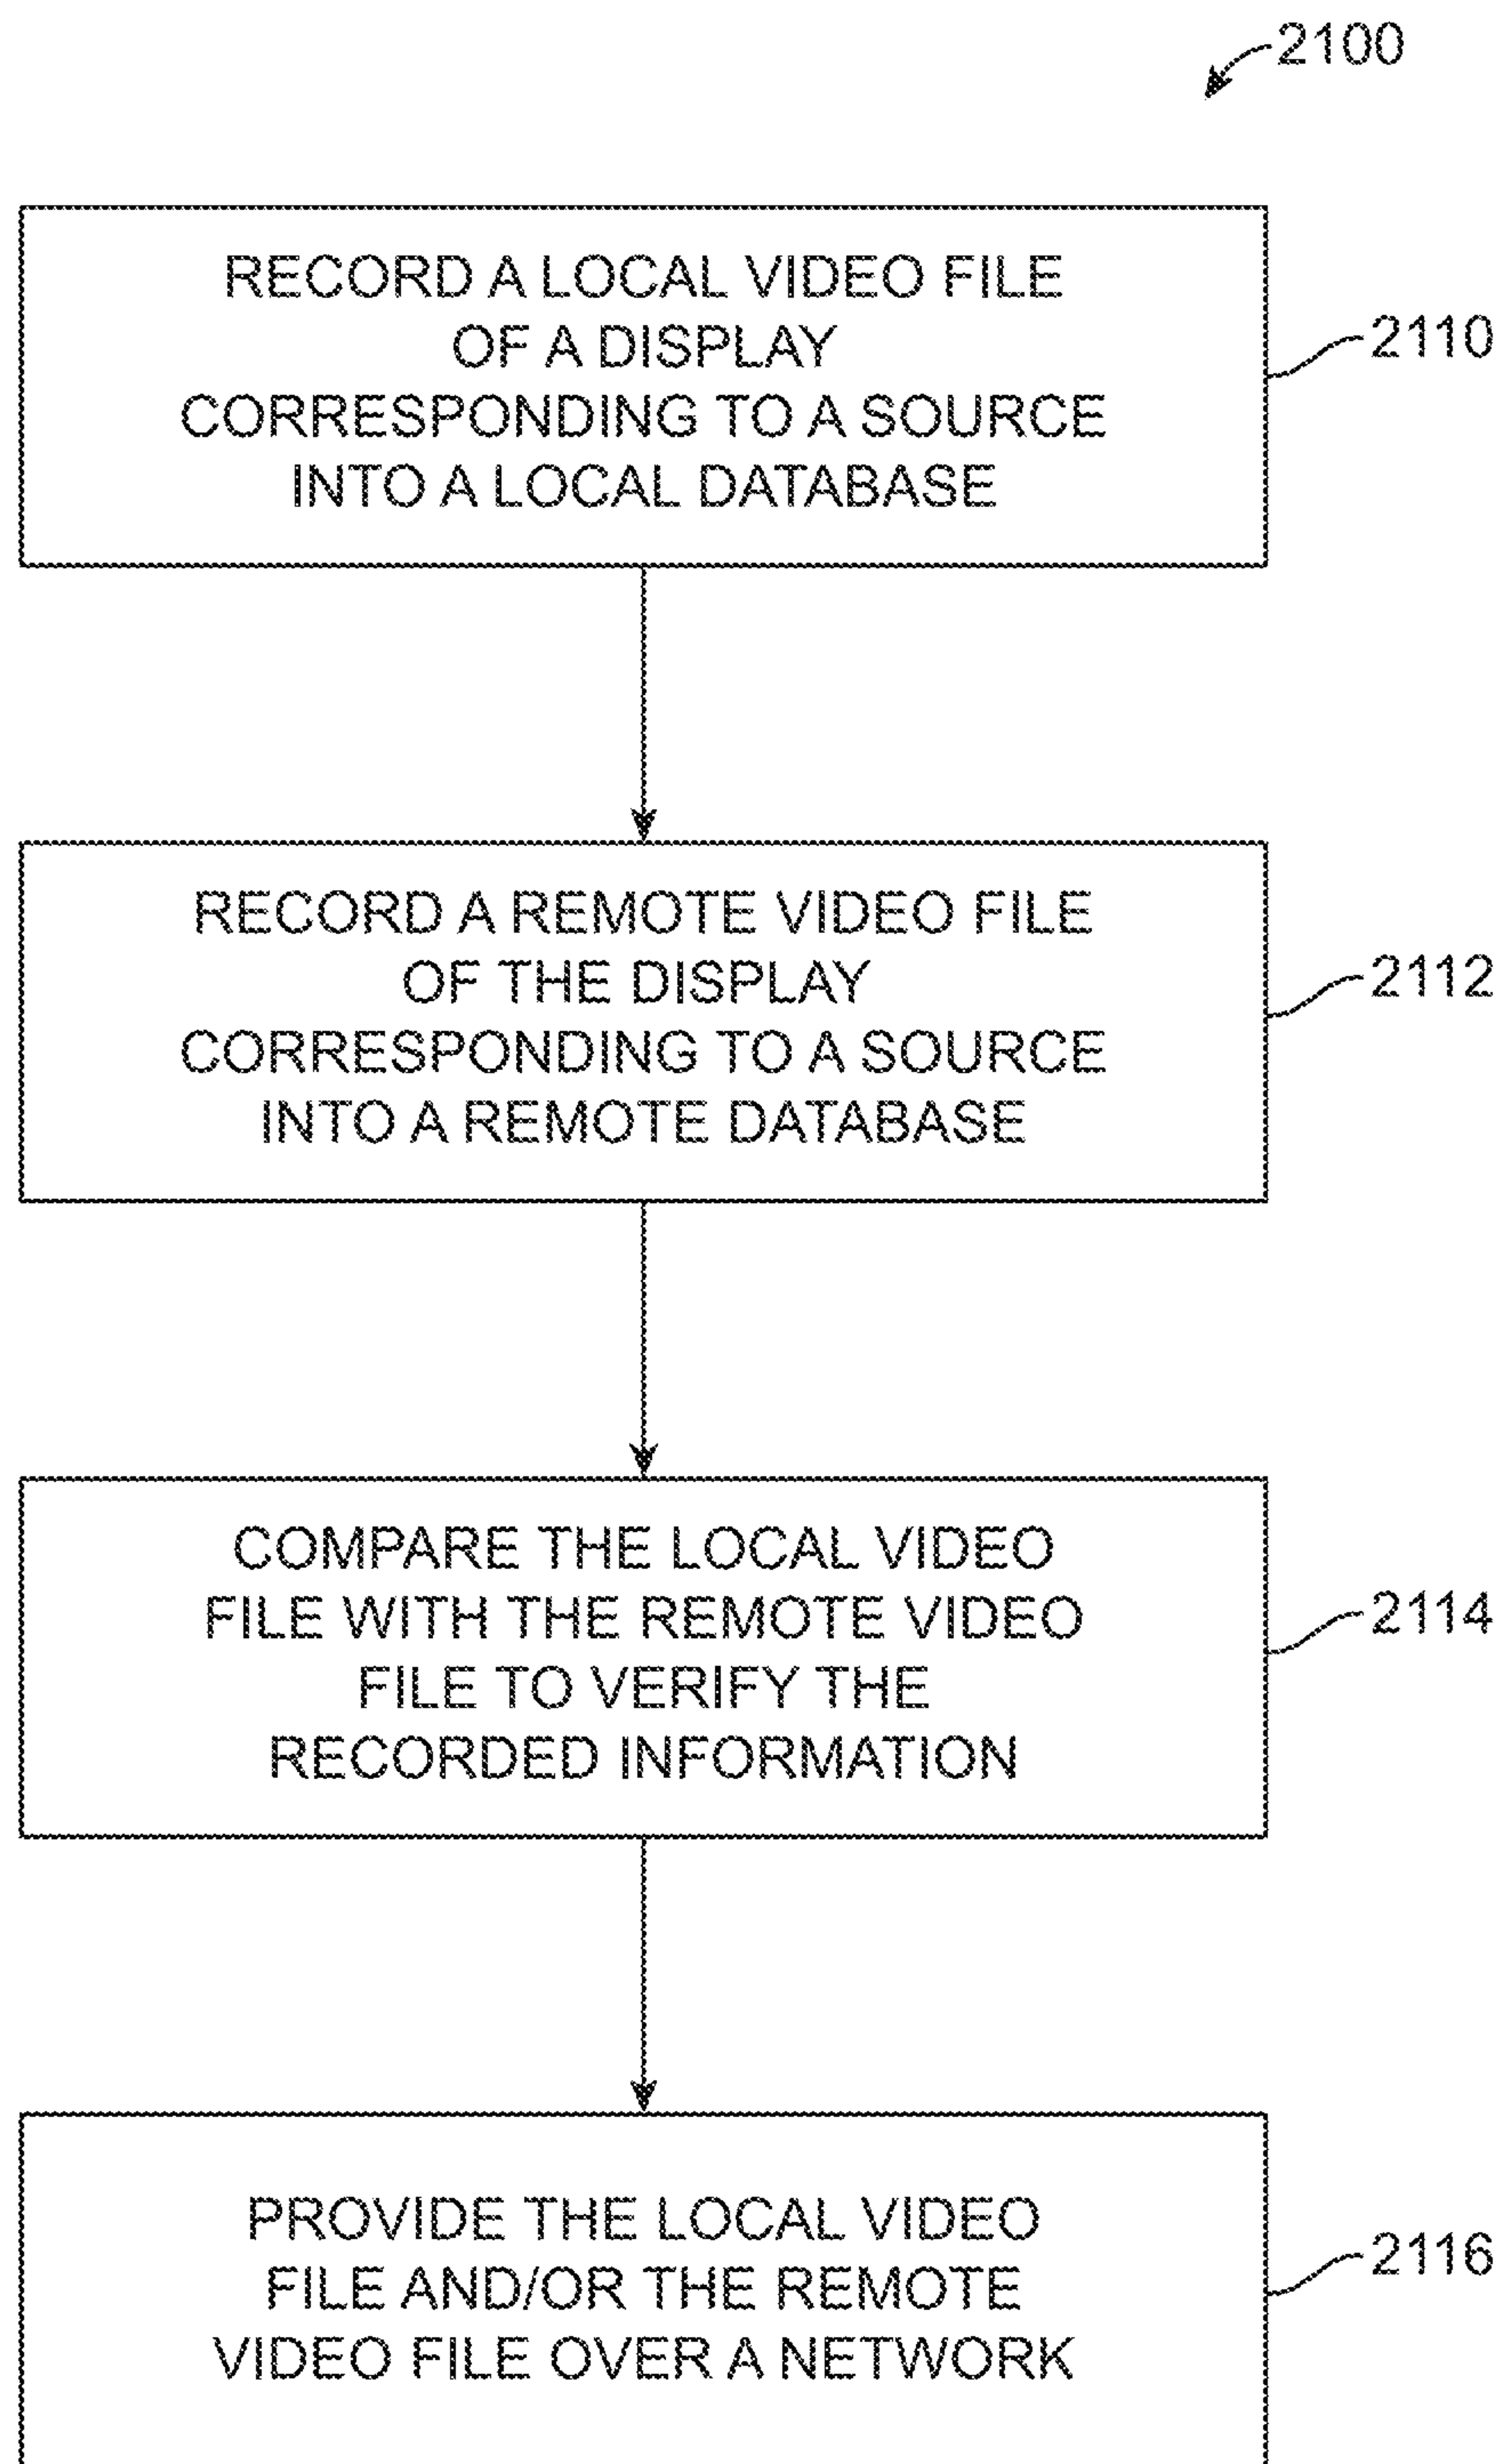 2100
RECORD A LOCAL VIDEO FILE
OF A DISPLAY
CORRESPONDING TO A SOURCE
INTO A LOCAL DATABASE
2110
RECORD A REMOTE VIDEO FILE
OF THE DISPLAY
CORRESPONDING TO A SOURCE
INTO A REMOTE DATABASE
2112
COMPARE THE LOCAL VIDEO
FILE WITH THE REMOTE VIDEO
FILE TO VERIFY THE
RECORDED INFORMATION
2114
PROVIDE THE LOCAL VIDEO
FILE AND/OR THE REMOTE
VIDEO FILE OVER A NETWORK
2116